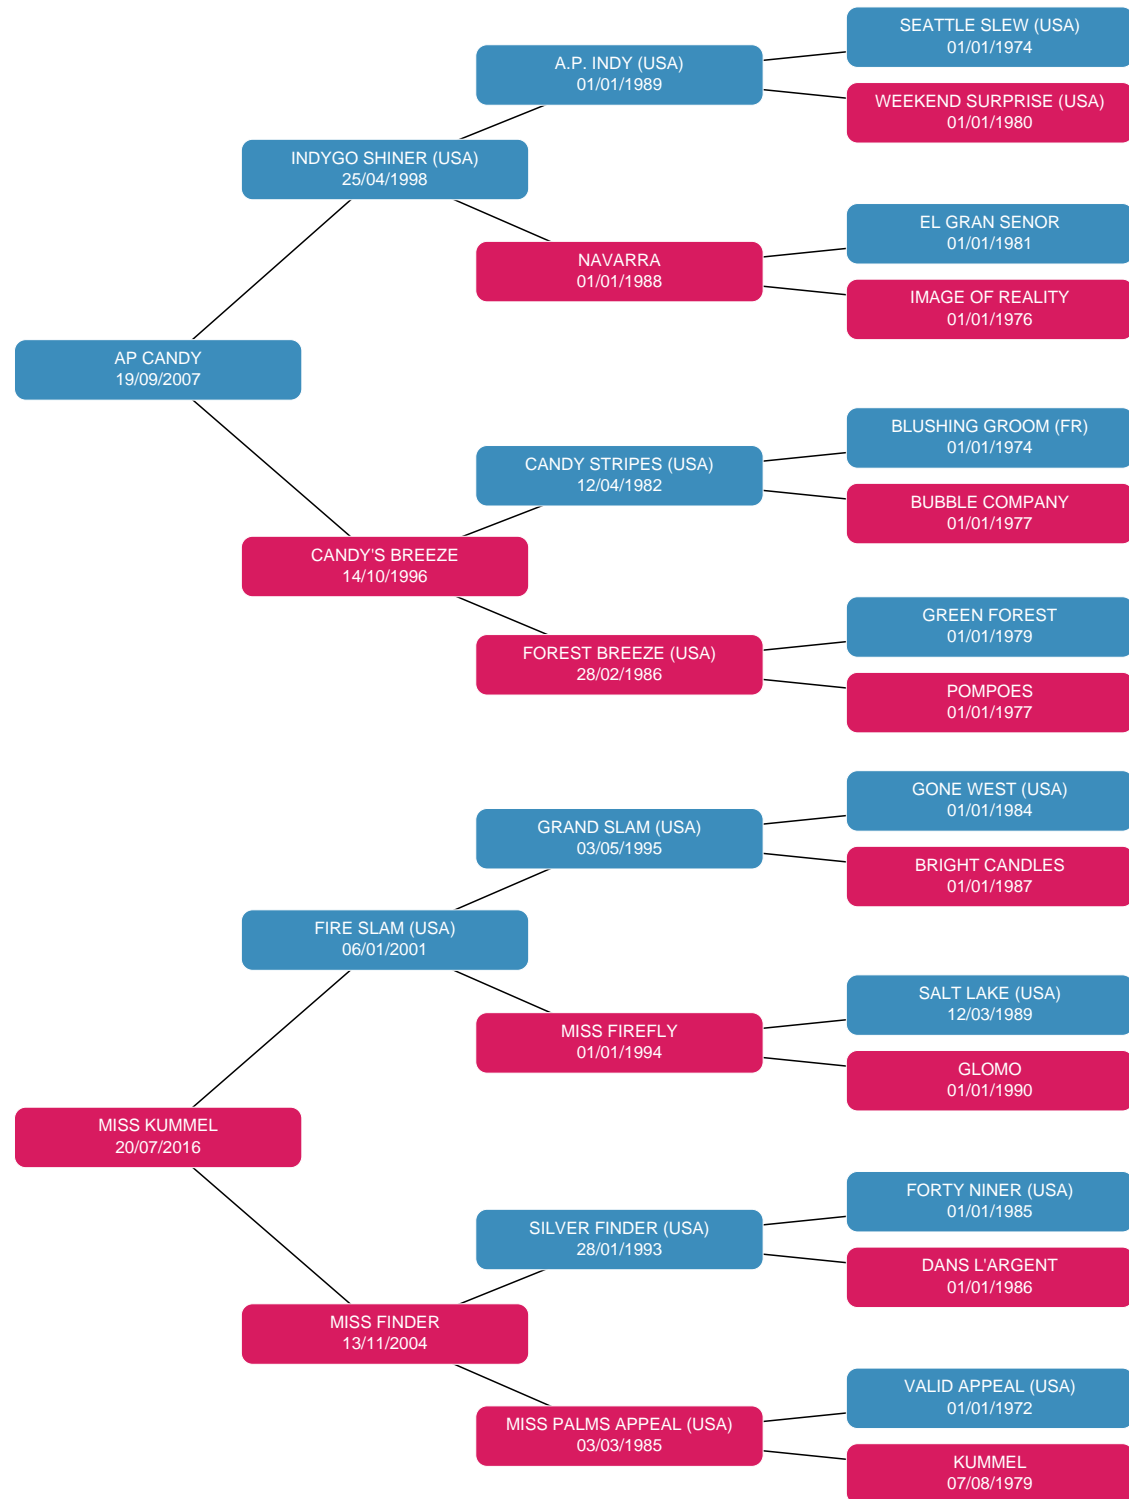 SEATTLE SLEW (USA)
01/01/1974
A.P. INDY (USA)
01/01/1989
WEEKEND SURPRISE (USA)
01/01/1980
INDYGO SHINER (USA)
25/04/1998
EL GRAN SENOR
01/01/1981
NAVARRA
01/01/1988
IMAGE OF REALITY
01/01/1976
AP CANDY
19/09/2007
BLUSHING GROOM (FR)
01/01/1974
CANDY STRIPES (USA)
12/04/1982
BUBBLE COMPANY
01/01/1977
CANDY'S BREEZE
14/10/1996
GREEN FOREST
01/01/1979
FOREST BREEZE (USA)
28/02/1986
POMPOES
01/01/1977
GONE WEST (USA)
01/01/1984
GRAND SLAM (USA)
03/05/1995
BRIGHT CANDLES
01/01/1987
FIRE SLAM (USA)
06/01/2001
SALT LAKE (USA)
12/03/1989
MISS FIREFLY
01/01/1994
GLOMO
01/01/1990
MISS KUMMEL
20/07/2016
FORTY NINER (USA)
01/01/1985
SILVER FINDER (USA)
28/01/1993
DANS L'ARGENT
01/01/1986
MISS FINDER
13/11/2004
VALID APPEAL (USA)
01/01/1972
MISS PALMS APPEAL (USA)
03/03/1985
KUMMEL
07/08/1979